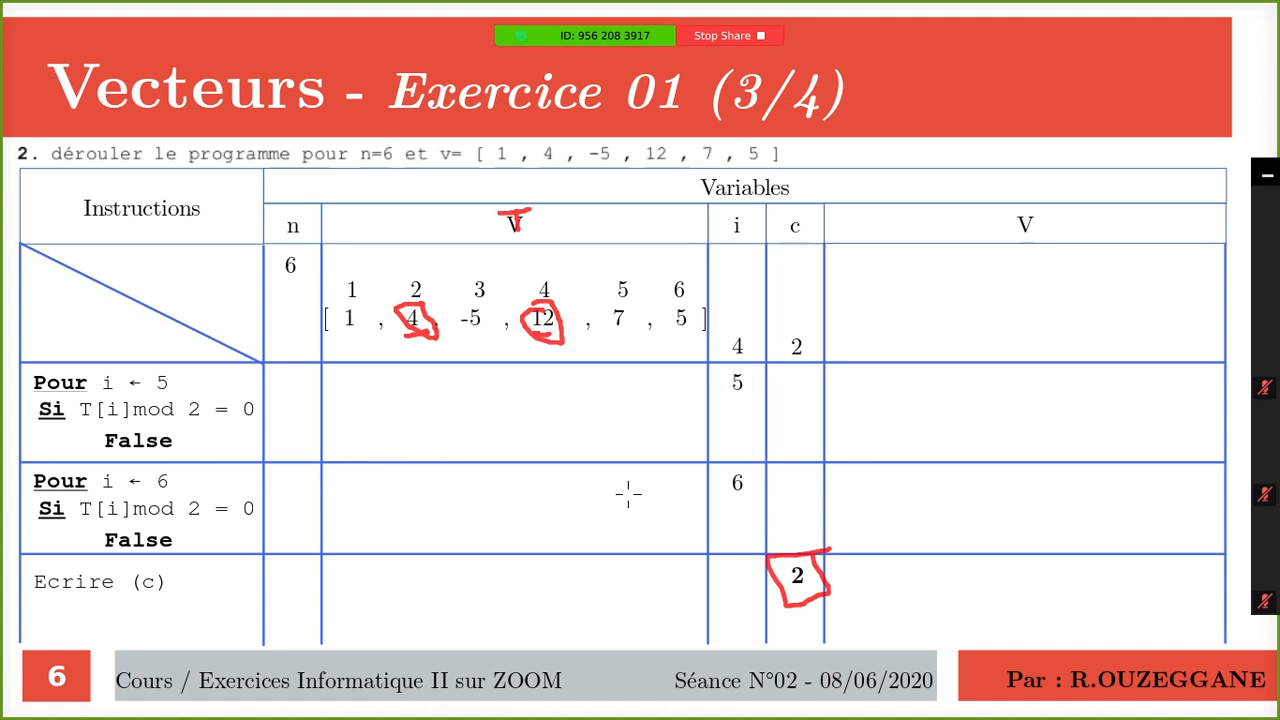 ID: 956 208 3917 Stop Share
Vecteurs - Exercice 01 (3/4)
2. dérouler le programme pour n=6 et v= [ 1 , 4 , -5 , 12 , 7 , 5 ]
Instructions Variables
n V T i c V
6
1 2 3 4 5 6
[ 1 , 4 , -5 , 12 , 7 , 5 ]
4 2
Pour i ← 5 5
Si T[i]mod 2 = 0
False
Pour i ← 6 6
Si T[i]mod 2 = 0
False
Ecrire (c) 2
6 Cours / Exercices Informatique II sur ZOOM Séance N°02 - 08/06/2020 Par : R.OUZEGGANE